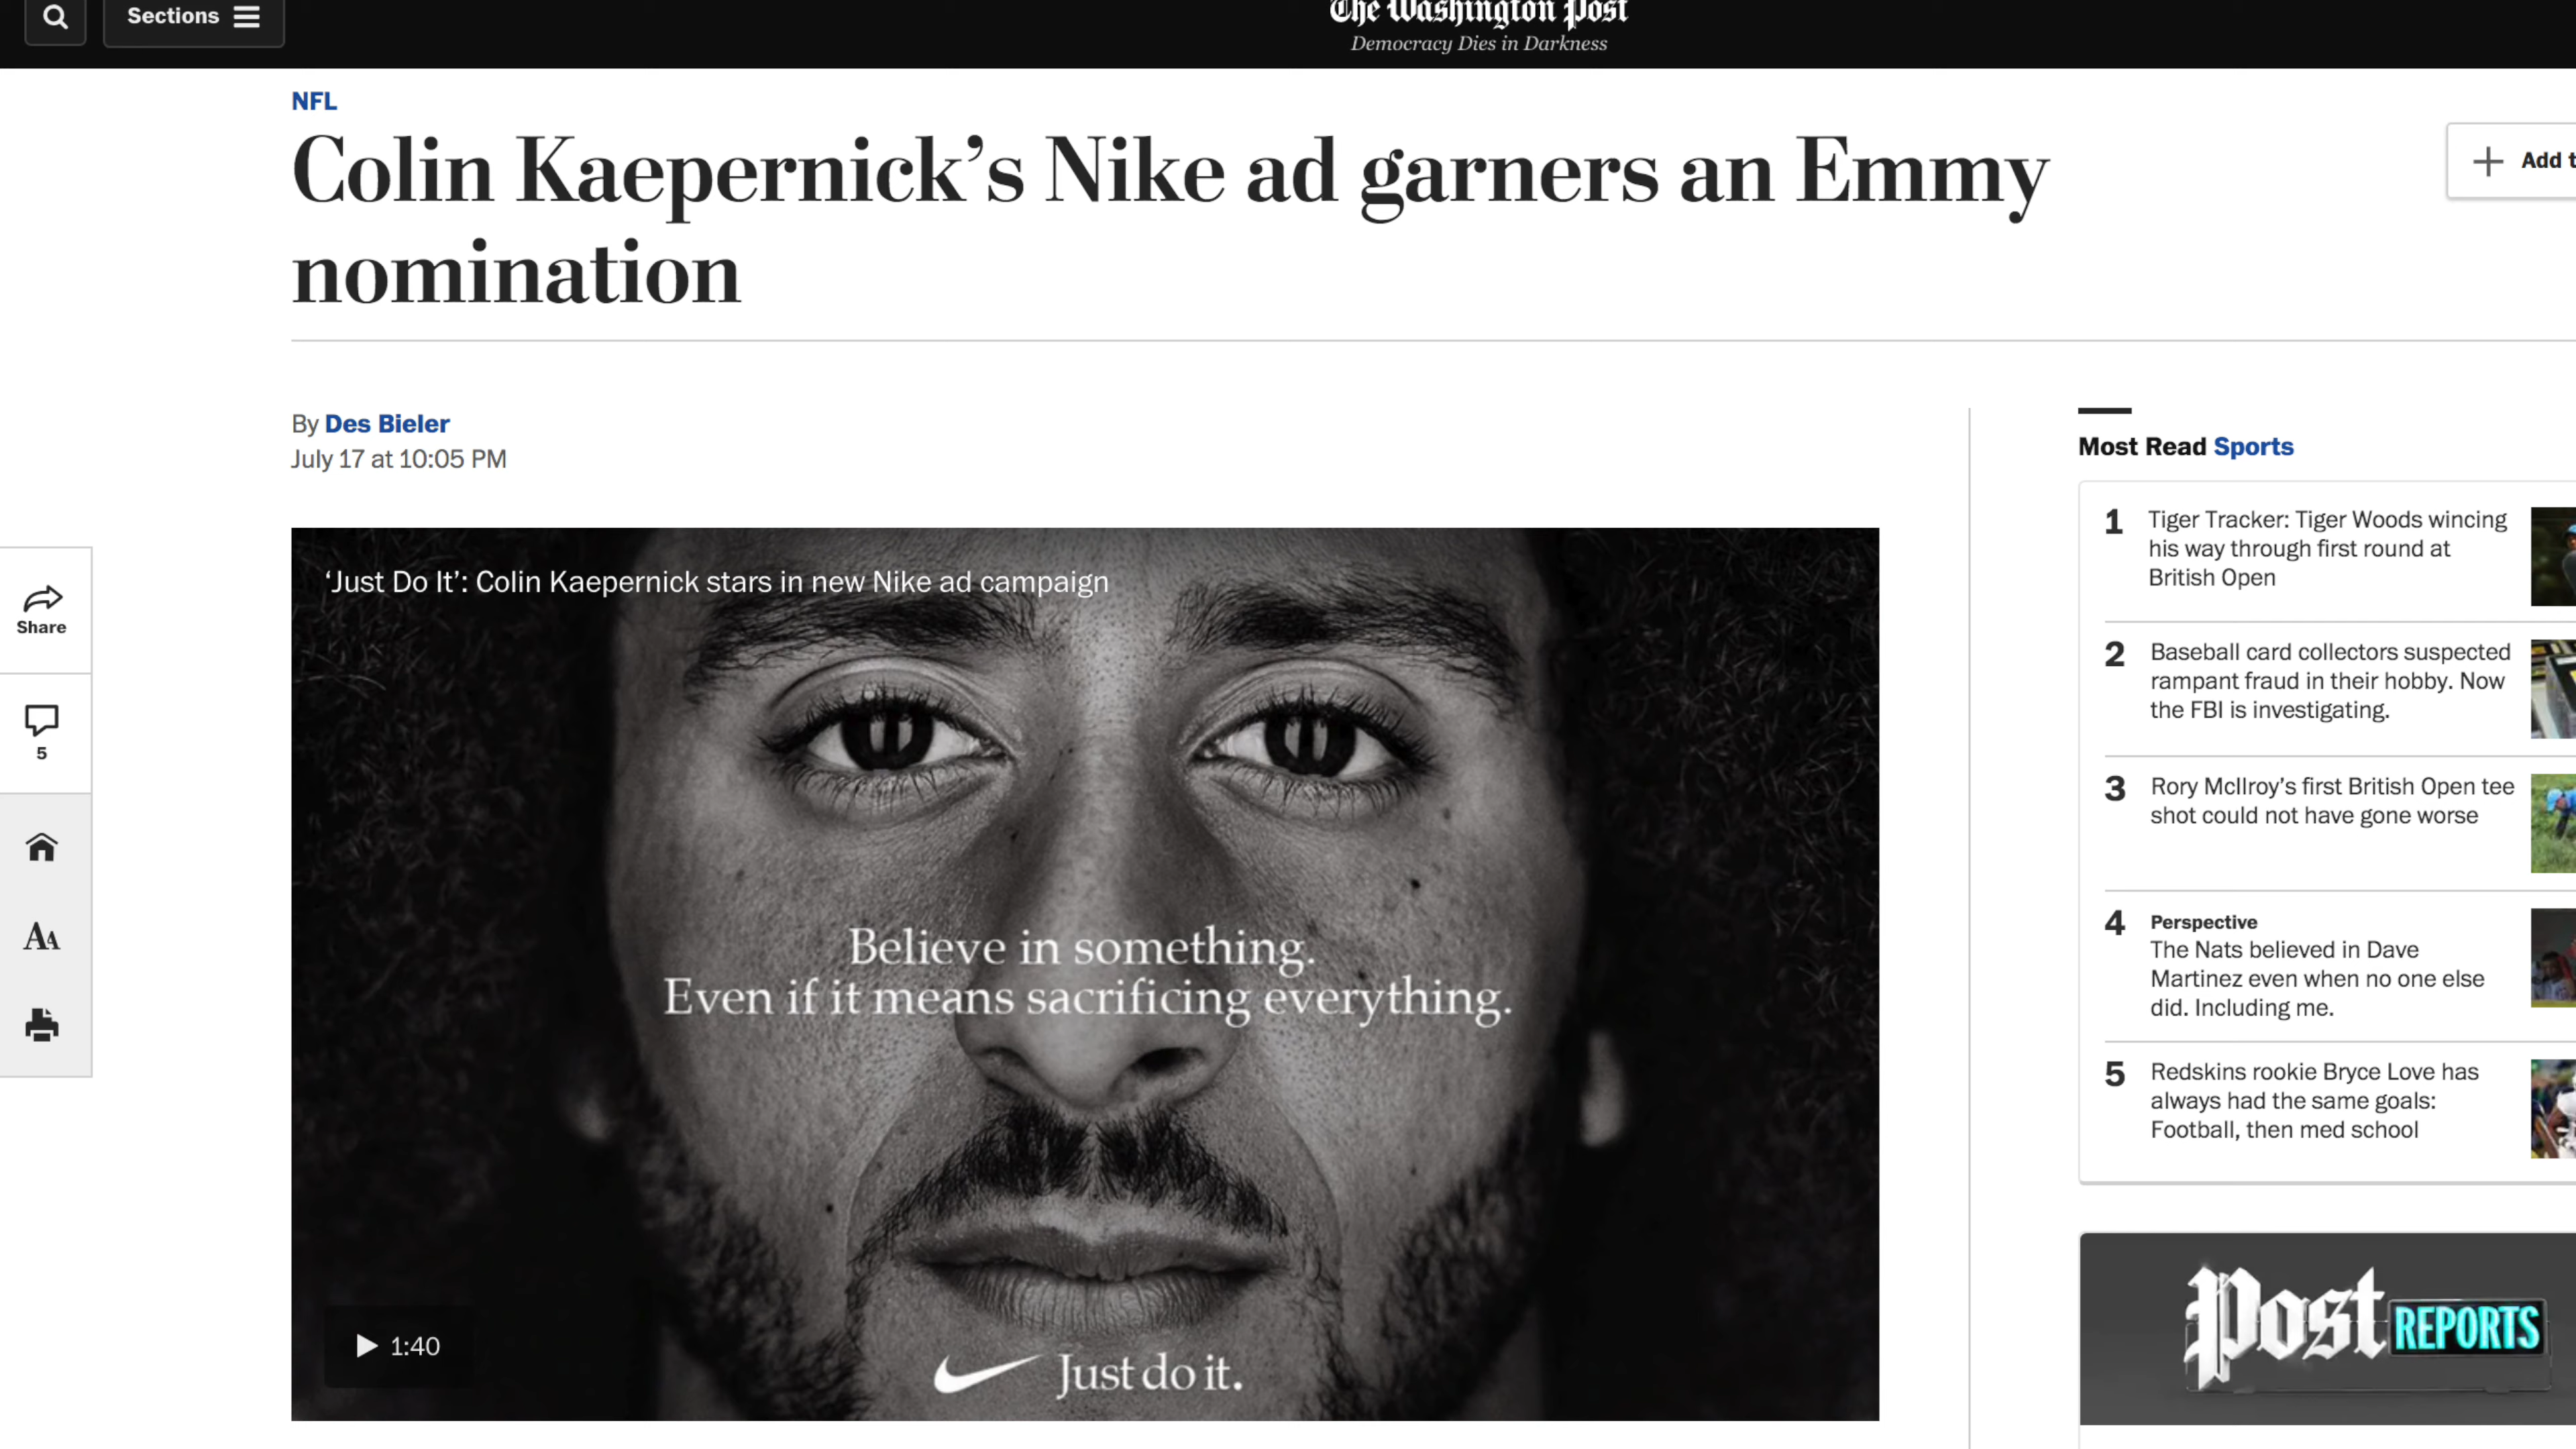 Sections
The Washington Post
Democracy Dies in Darkness
NFL
Colin Kaepernick’s Nike ad garners an Emmy
nomination
Add
By Des Bieler
July 17 at 10:05 PM
Share
5
AA
‘Just Do It’: Colin Kaepernick stars in new Nike ad campaign
Believe in something.
Even if it means sacrificing everything.
Just do it.
1:40
Most Read Sports
1
Tiger Tracker: Tiger Woods wincing
his way through first round at
British Open
2
Baseball card collectors suspected
rampant fraud in their hobby. Now
the FBI is investigating.
3
Rory McIlroy’s first British Open tee
shot could not have gone worse
4
Perspective
The Nats believed in Dave
Martinez even when no one else
did. Including me.
5
Redskins rookie Bryce Love has
always had the same goals:
Football, then med school
Post REPORTS